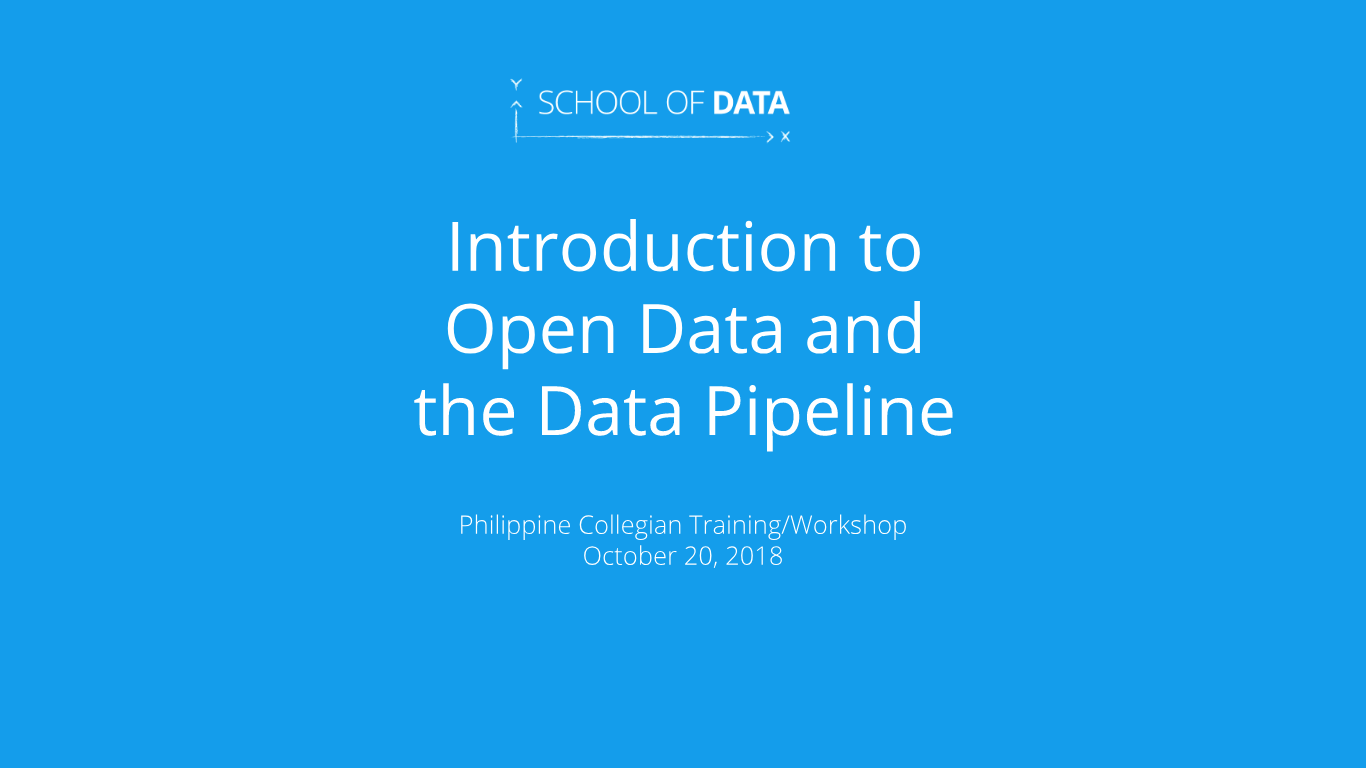 Y
SCHOOL OF DATA
X
Introduction to
Open Data and
the Data Pipeline
Philippine Collegian Training/Workshop
October 20, 2018